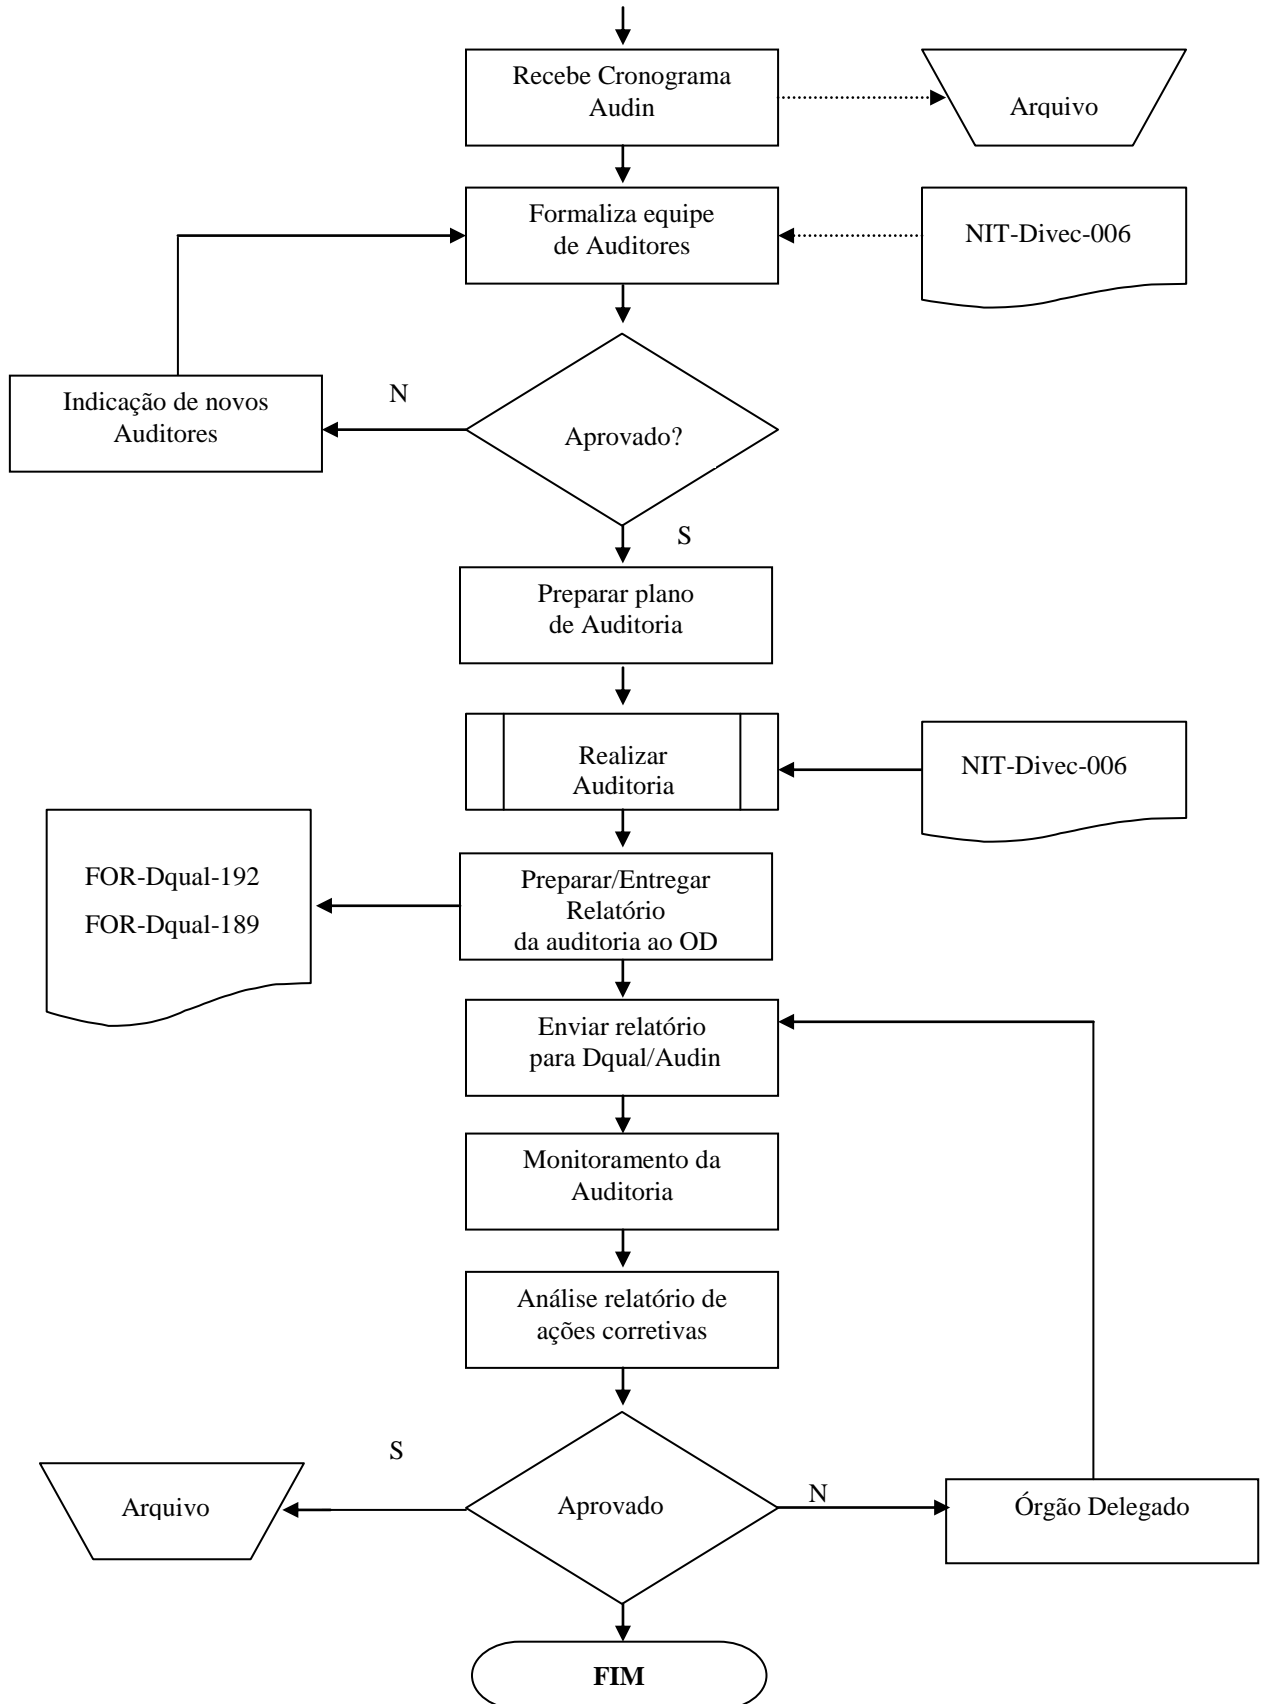 Recebe Cronograma
Audin
Arquivo
Formaliza equipe
de Auditores
NIT-Divec-006
Indicação de novos
Auditores
N
Aprovado?
S
Preparar plano
de Auditoria
Realizar
Auditoria
NIT-Divec-006
FOR-Dqual-192
FOR-Dqual-189
Preparar/Entregar
Relatório
da auditoria ao OD
Enviar relatório
para Dqual/Audin
Monitoramento da
Auditoria
Análise relatório de
ações corretivas
S
Arquivo
Aprovado
N
Órgão Delegado
FIM